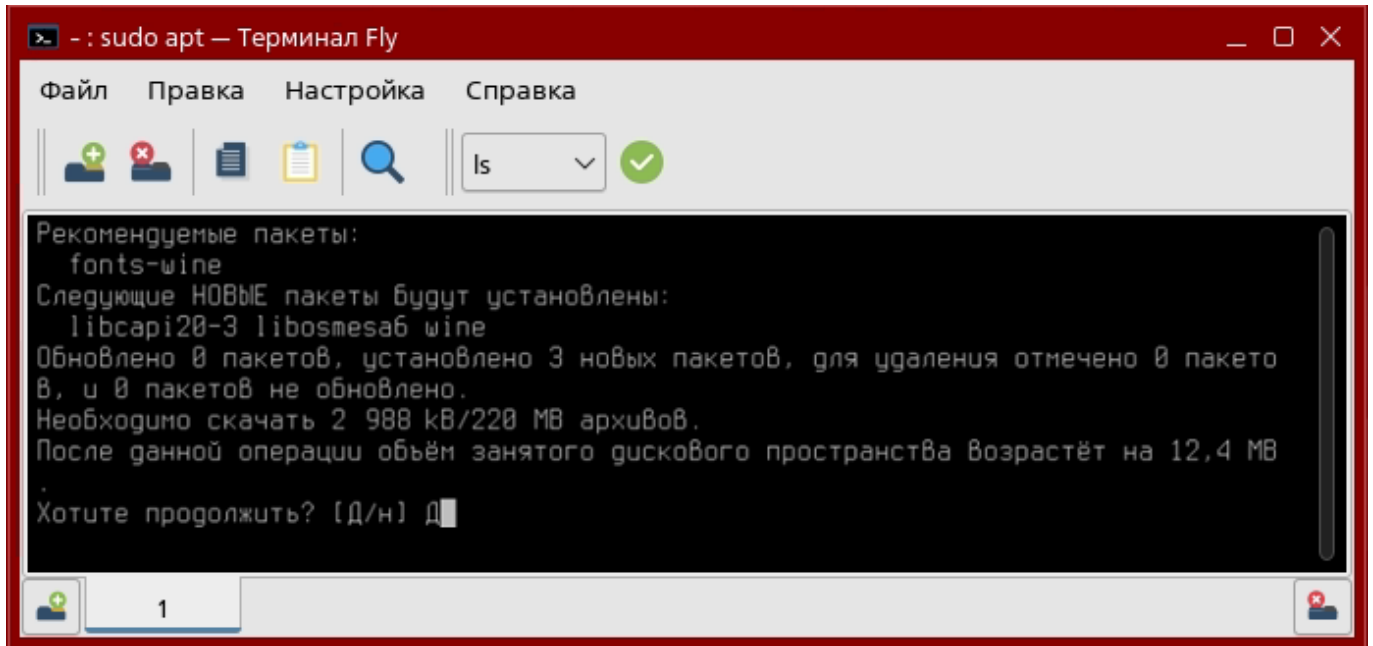 - : sudo apt — Терминал Fly
Файл Правка Настройка Справка
ls
Рекомендуемые пакеты:
fonts-wine
Следующие НОВЫЕ пакеты будут установлены:
libcapi20-3 libosmesa6 wine
Обновлено 0 пакетов, установлено 3 новых пакетов, для удаления отмечено 0 пакето
в, и 0 пакетов не обновлено.
Необходимо скачать 2 988 kB/220 MB архивов.
После данной операции объём занятого дискового пространства возрастёт на 12,4 MB
.
Хотите продолжить? [Д/н] Д
1